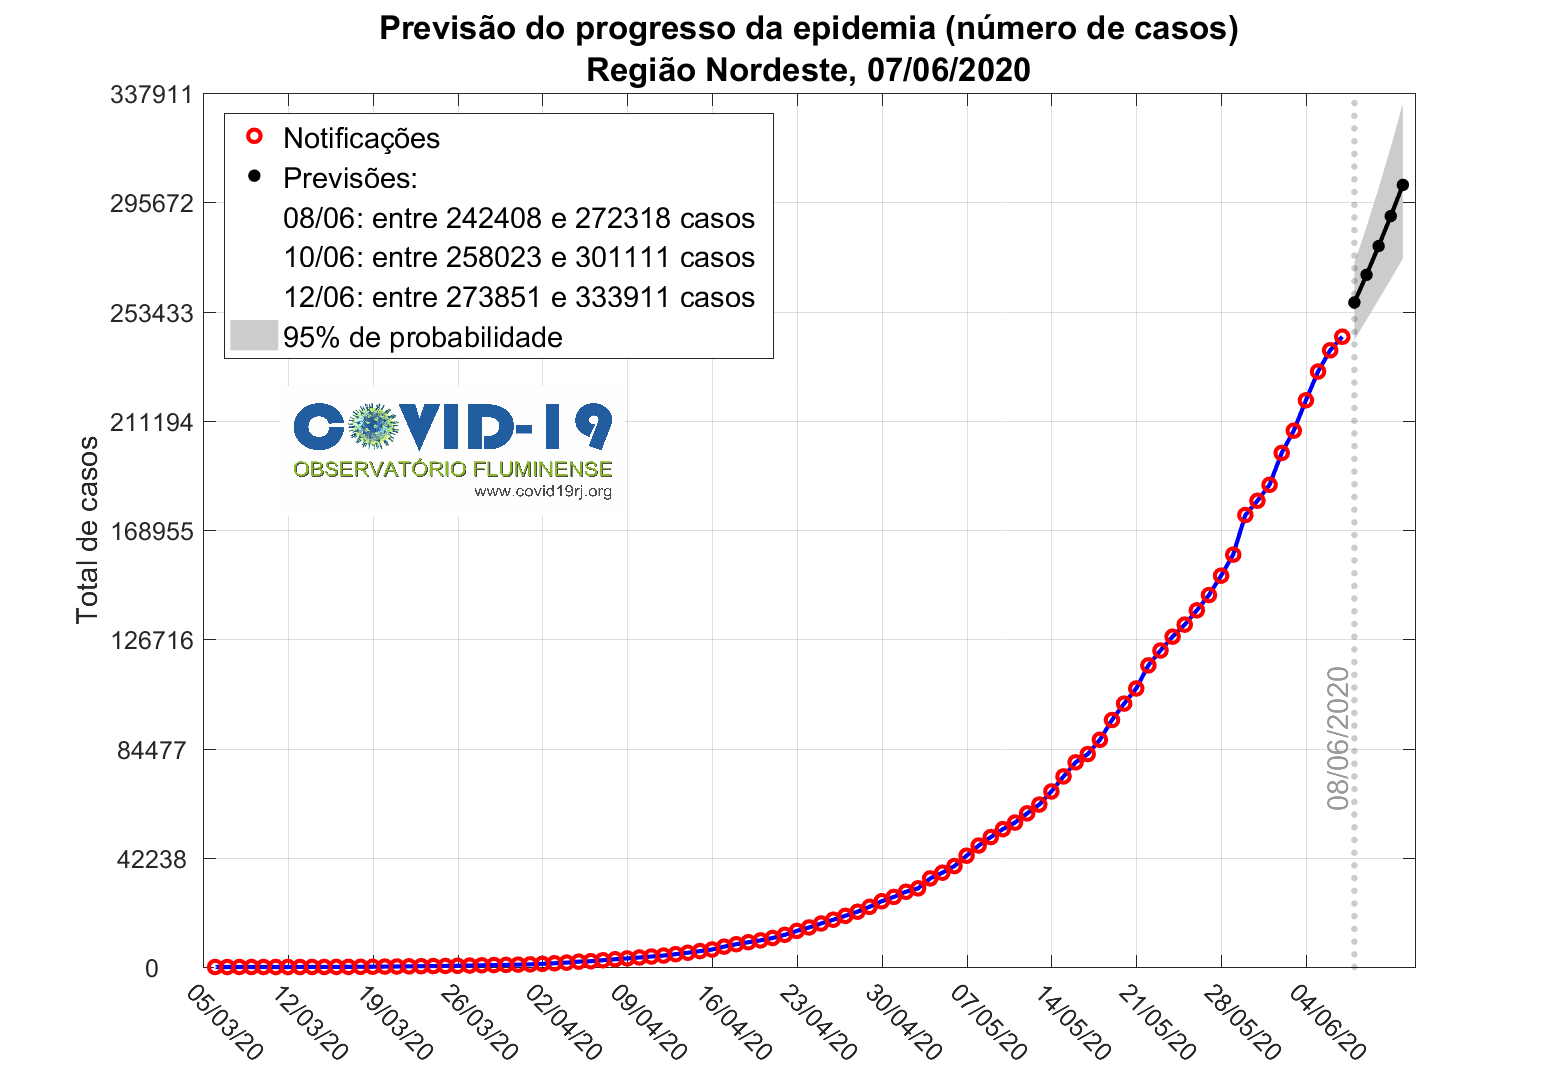 Previsão do progresso da epidemia (número de casos)
Região Nordeste, 07/06/2020
337911
295672
253433
211194
168955
126716
84477
42238
0
Total de casos
Notificações
Previsões:
08/06: entre 242408 e 272318 casos
10/06: entre 258023 e 301111 casos
12/06: entre 273851 e 333911 casos
95% de probabilidade
COVID-19
OBSERVATÓRIO FLUMINENSE
www.covid19rj.org
08/06/2020
05/03/20
12/03/20
19/03/20
26/03/20
02/04/20
09/04/20
16/04/20
23/04/20
30/04/20
07/05/20
14/05/20
21/05/20
28/05/20
04/06/20